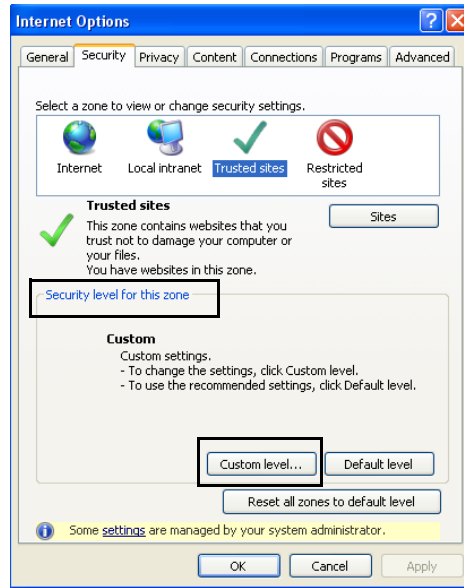 Internet Options
General Security Privacy Content Connections Programs Advanced
Select a zone to view or change security settings.
Internet Local intranet Trusted sites Restricted
sites
Trusted sites
Sites
This zone contains websites that you
trust not to damage your computer or
your files.
You have websites in this zone.
Security level for this zone
Custom
Custom settings.
- To change the settings, click Custom level.
- To use the recommended settings, click Default level.
Custom level... Default level
Reset all zones to default level
Some settings are managed by your system administrator.
OK Cancel Apply